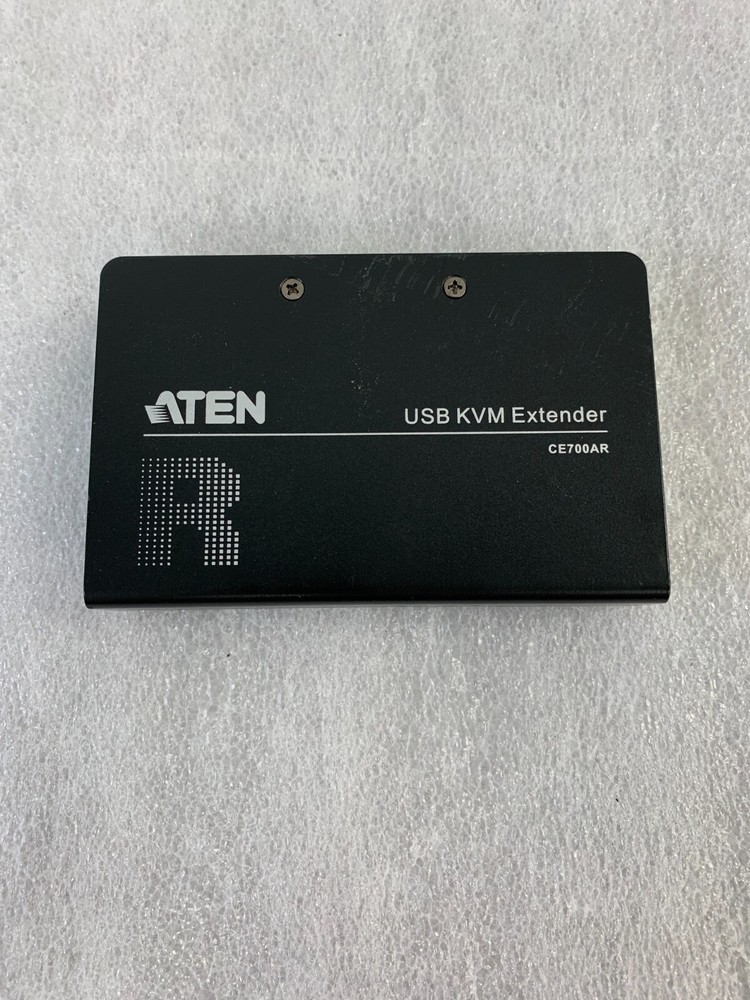 ATEN
USB KVM Extender
CE700AR
R